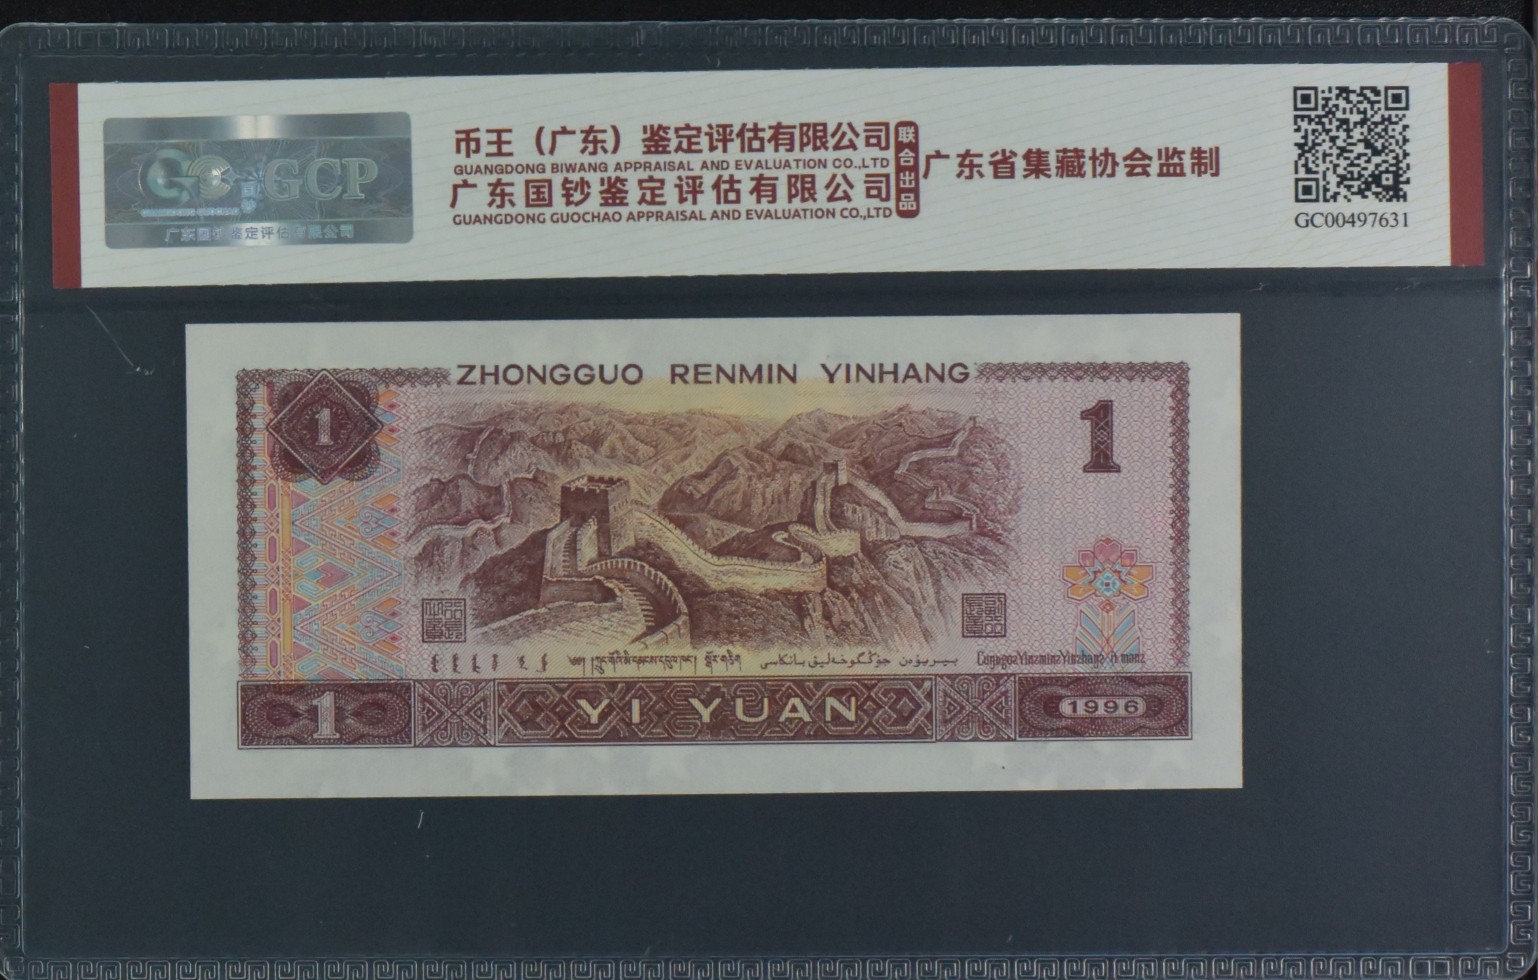 GCP
广东国钞鉴定评估有限公司
币王（广东）鉴定评估有限公司
GUANGDONG BIWANG APPRAISAL AND EVALUATION CO.,LTD
广东国钞鉴定评估有限公司
GUANGDONG GUOCHAO APPRAISAL AND EVALUATION CO.,LTD
联合出品
广东省集藏协会监制
GC00497631
ZHONGGUO RENMIN YINHANG
1
1
1
YI YUAN
1996